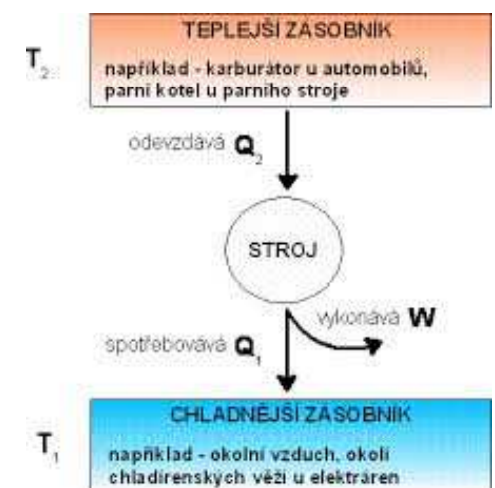 TEPLEJŠÍ ZÁSOBNÍK
T₂
například - karburátor u automobilů,
parní kotel u parního stroje
odevzdává Q₂
STROJ
vykonává W
spotřebovává Q₁
CHLADNĚJŠÍ ZÁSOBNÍK
T₁
například - okolní vzduch, okolí
chladírenských věží u elektráren